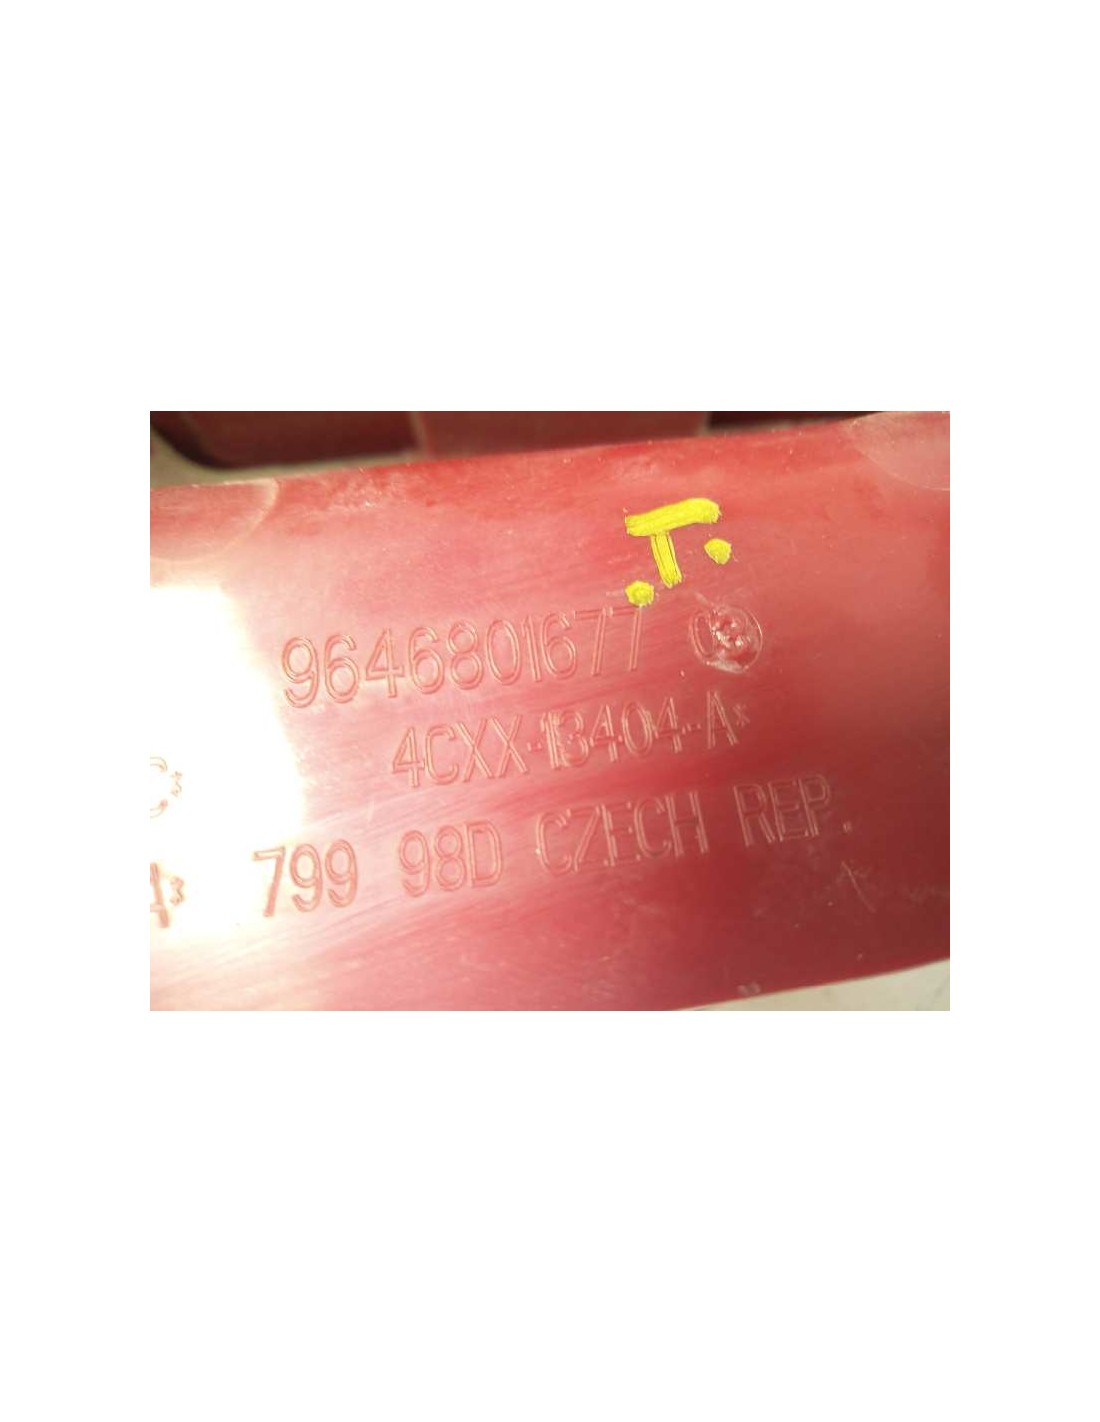 .T.
9646801677
4CXX-13404-A*
799 98D CZECH REP.